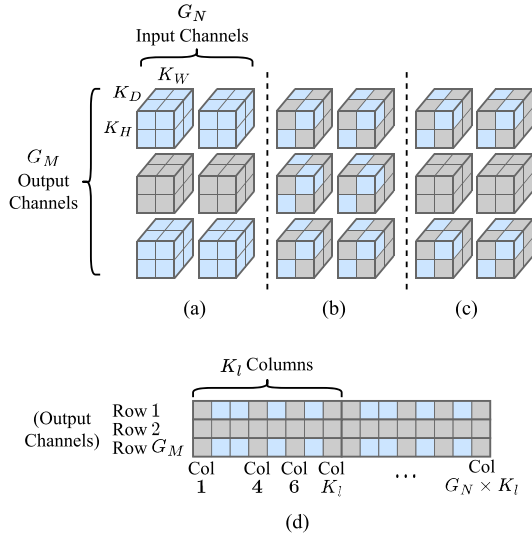 G_N
Input Channels
K_W
K_D
K_H
G_M
Output
Channels
(a)
(b)
(c)
K_l Columns
(Output
Channels)
Row 1
Row 2
Row G_M
Col Col Col Col ... Col
1 4 6 K_l G_N × K_l
(d)